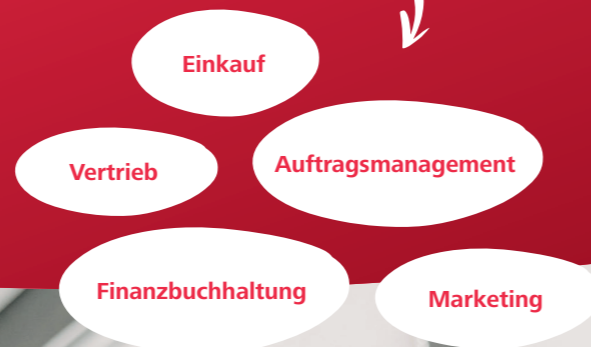 Einkauf
Vertrieb
Auftragsmanagement
Finanzbuchhaltung
Marketing